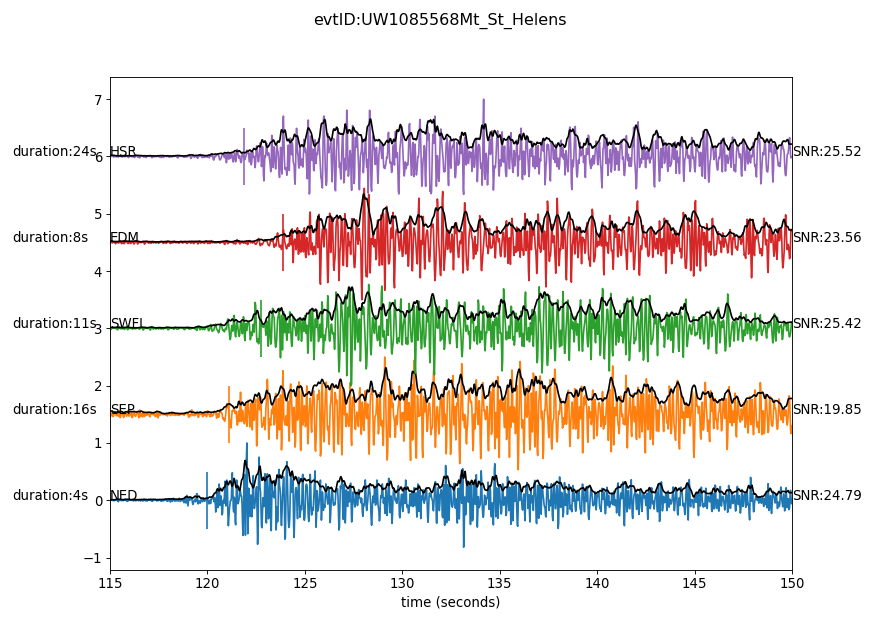 evtID:UW1085568Mt_St_Helens
7
duration:24s HSR SNR:25.52
6
5
duration:8s EDM SNR:23.56
4
duration:11s SWFL SNR:25.42
3
2
duration:16s SEP SNR:19.85
1
duration:4s NED SNR:24.79
0
−1
115 120 125 130 135 140 145 150
time (seconds)